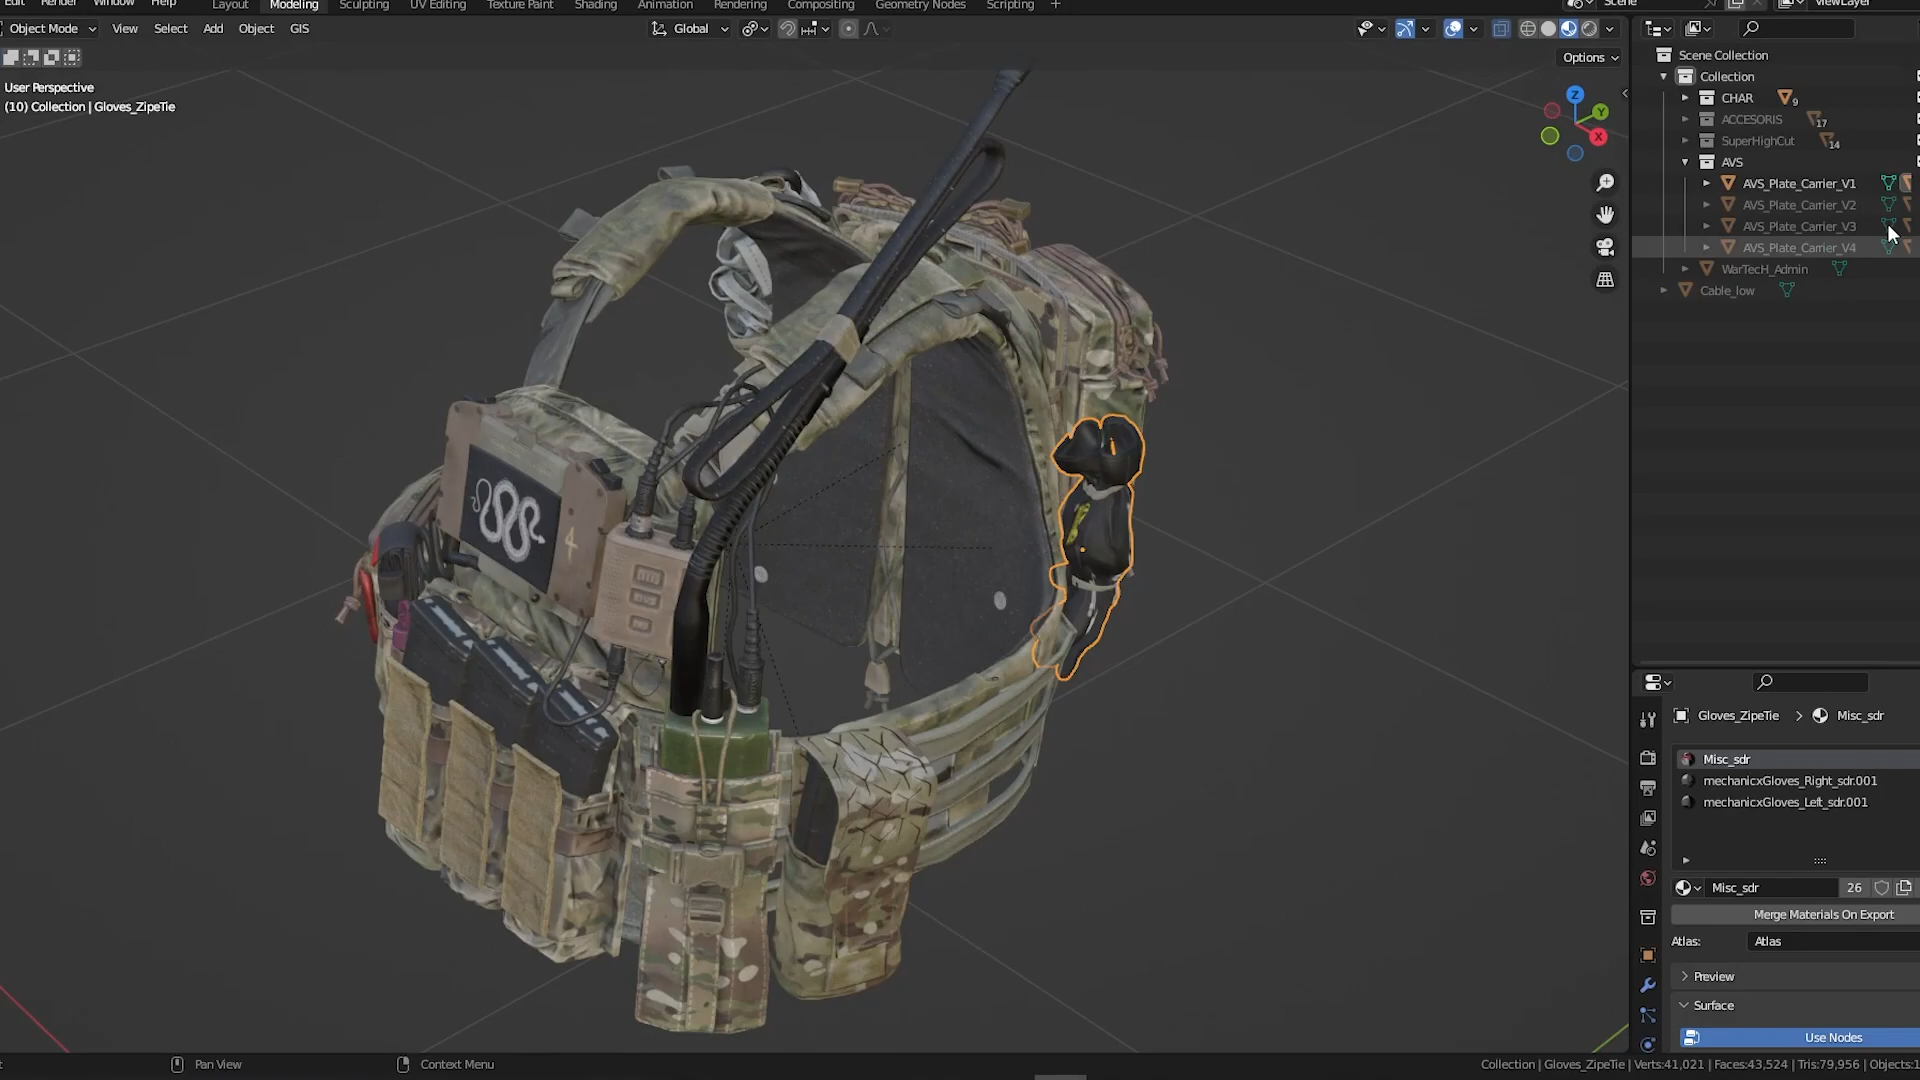 Edit Render Window Help Layout Modeling Sculpting UV Editing Texture Paint Shading Animation Rendering Compositing Geometry Nodes Scripting + Scene ViewLayer
Object Mode View Select Add Object GIS Global
Options
User Perspective
(10) Collection | Gloves_ZipeTie
Z
Y
X
4
Scene Collection
Collection
CHAR 9
ACCESORIS 17
SuperHighCut 14
AVS
AVS_Plate_Carrier_V1
AVS_Plate_Carrier_V2
AVS_Plate_Carrier_V3
AVS_Plate_Carrier_V4
WarTecH_Admin
Cable_low
Gloves_ZipeTie > Misc_sdr
Misc_sdr
mechanicxGloves_Right_sdr.001
mechanicxGloves_Left_sdr.001
Misc_sdr 26
Merge Materials On Export
Atlas: Atlas
Preview
Surface
Use Nodes
Pan View Context Menu Collection | Gloves_ZipeTie | Verts:41,021 | Faces:43,524 | Tris:79,956 | Objects:1